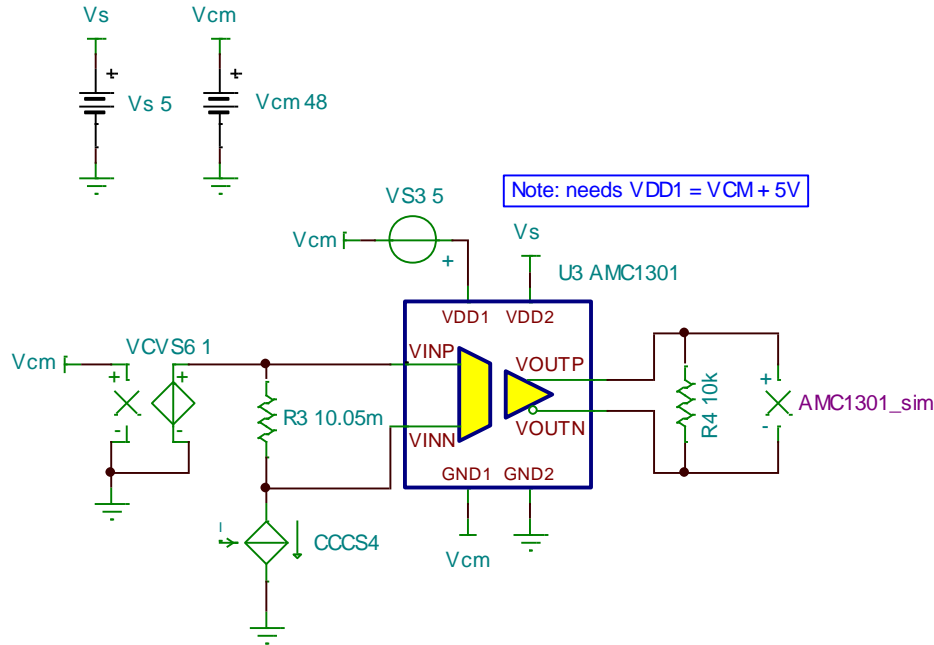 Vs
Vcm
Vs 5
Vcm 48
+
+
Note: needs VDD1 = VCM + 5V
VS3 5
Vcm
+
Vs
U3 AMC1301
VDD1
VDD2
VCVS6 1
Vcm
+
+
-
-
VINP
VOUTP
R3 10.05m
R4 10k
+
-
AMC1301_sim
VINN
VOUTN
GND1
GND2
I
CCCS4
Vcm